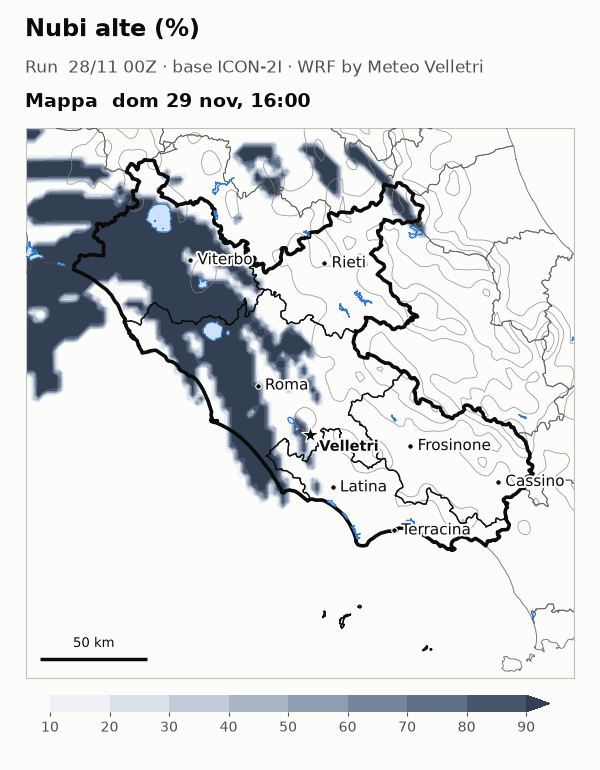 Nubi alte (%)
Run  28/11 00Z · base ICON-2I · WRF by Meteo Velletri
Mappa  dom 29 nov, 16:00
Viterbo
Rieti
Roma
Velletri
Frosinone
Cassino
Latina
Terracina
50 km
10 20 30 40 50 60 70 80 90